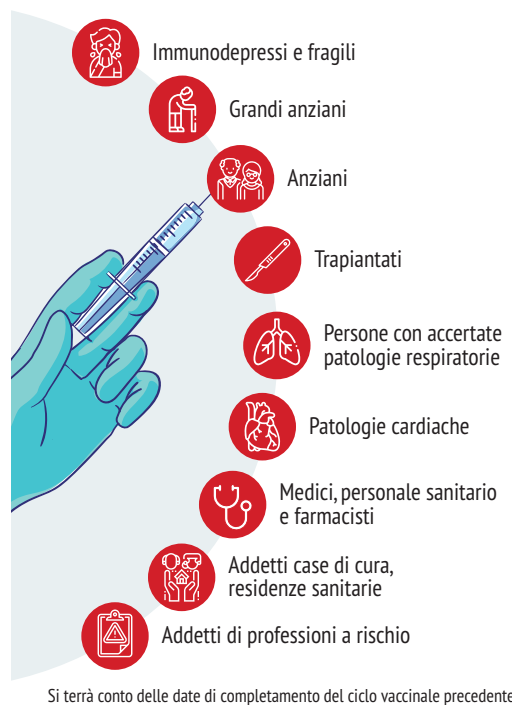 Immunodepressi e fragili
Grandi anziani
Anziani
Trapiantati
Persone con accertate
patologie respiratorie
Patologie cardiache
Medici, personale sanitario
e farmacisti
Addetti case di cura,
residenze sanitarie
Addetti di professioni a rischio
Si terrà conto delle date di completamento del ciclo vaccinale precedente